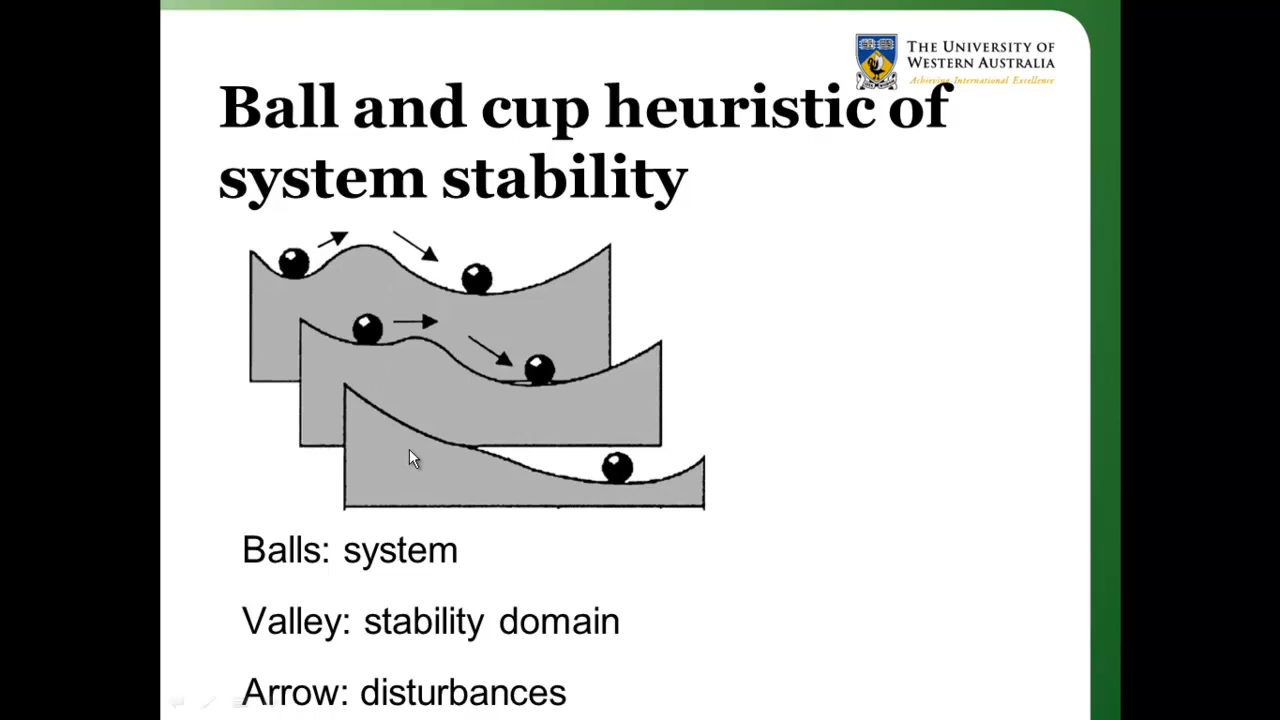 THE UNIVERSITY OF
WESTERN AUSTRALIA
Achieving International Excellence
Ball and cup heuristic of
system stability
Balls: system
Valley: stability domain
Arrow: disturbances